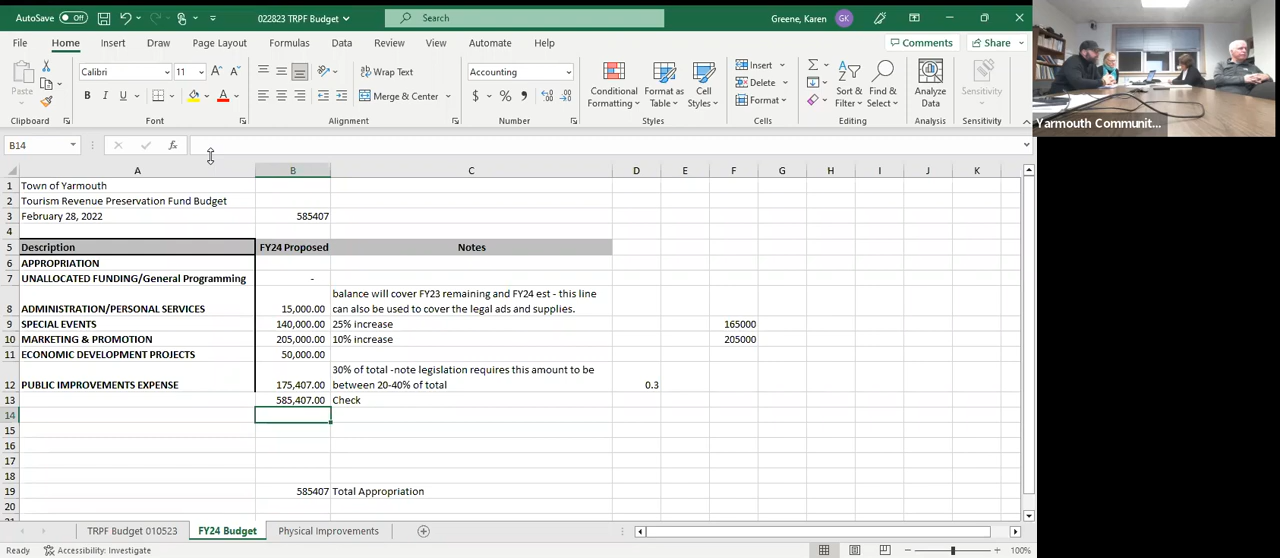 AutoSave Off 022823 TRPF Budget Search Greene, Karen GK
File Home Insert Draw Page Layout Formulas Data Review View Automate Help Comments Share
Calibri 11 A A Wrap Text Accounting Insert
Paste B I U A Merge & Center $ % Conditional Formatting Format as Table Cell Styles Delete Format Sort & Filter Find & Select Analyze Data Sensitivity
Clipboard Font Alignment Number Styles Cells Editing Analysis Sensitivity
Yarmouth Communit...
B14 fx
A B C D E F G H I J K
1 Town of Yarmouth
2 Tourism Revenue Preservation Fund Budget
3 February 28, 2022 585407
4
5 Description FY24 Proposed Notes
6 APPROPRIATION
7 UNALLOCATED FUNDING/General Programming -
balance will cover FY23 remaining and FY24 est - this line
8 ADMINISTRATION/PERSONAL SERVICES 15,000.00 can also be used to cover the legal ads and supplies.
9 SPECIAL EVENTS 140,000.00 25% increase 165000
10 MARKETING & PROMOTION 205,000.00 10% increase 205000
11 ECONOMIC DEVELOPMENT PROJECTS 50,000.00
30% of total -note legislation requires this amount to be
12 PUBLIC IMPROVEMENTS EXPENSE 175,407.00 between 20-40% of total 0.3
13 585,407.00 Check
14
15
16
17
18
19 585407 Total Appropriation
20
21
TRPF Budget 010523 FY24 Budget Physical Improvements
Ready Accessibility: Investigate 100%